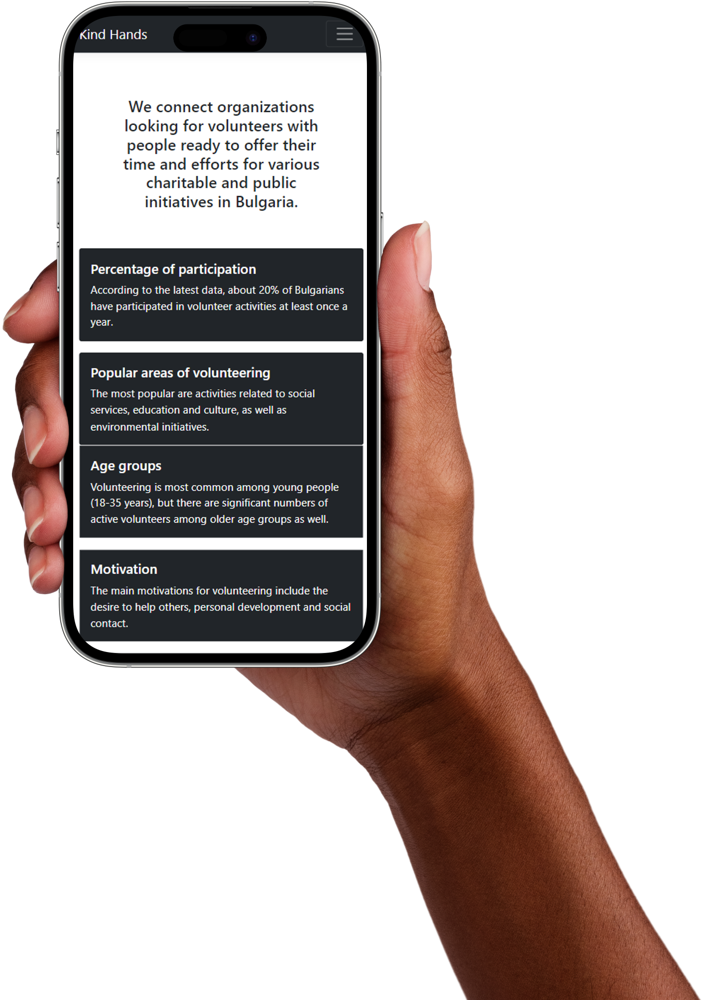 Kind Hands
We connect organizations
looking for volunteers with
people ready to offer their
time and efforts for various
charitable and public
initiatives in Bulgaria.
Percentage of participation
According to the latest data, about 20% of Bulgarians
have participated in volunteer activities at least once a
year.
Popular areas of volunteering
The most popular are activities related to social
services, education and culture, as well as
environmental initiatives.
Age groups
Volunteering is most common among young people
(18-35 years), but there are significant numbers of
active volunteers among older age groups as well.
Motivation
The main motivations for volunteering include the
desire to help others, personal development and social
contact.